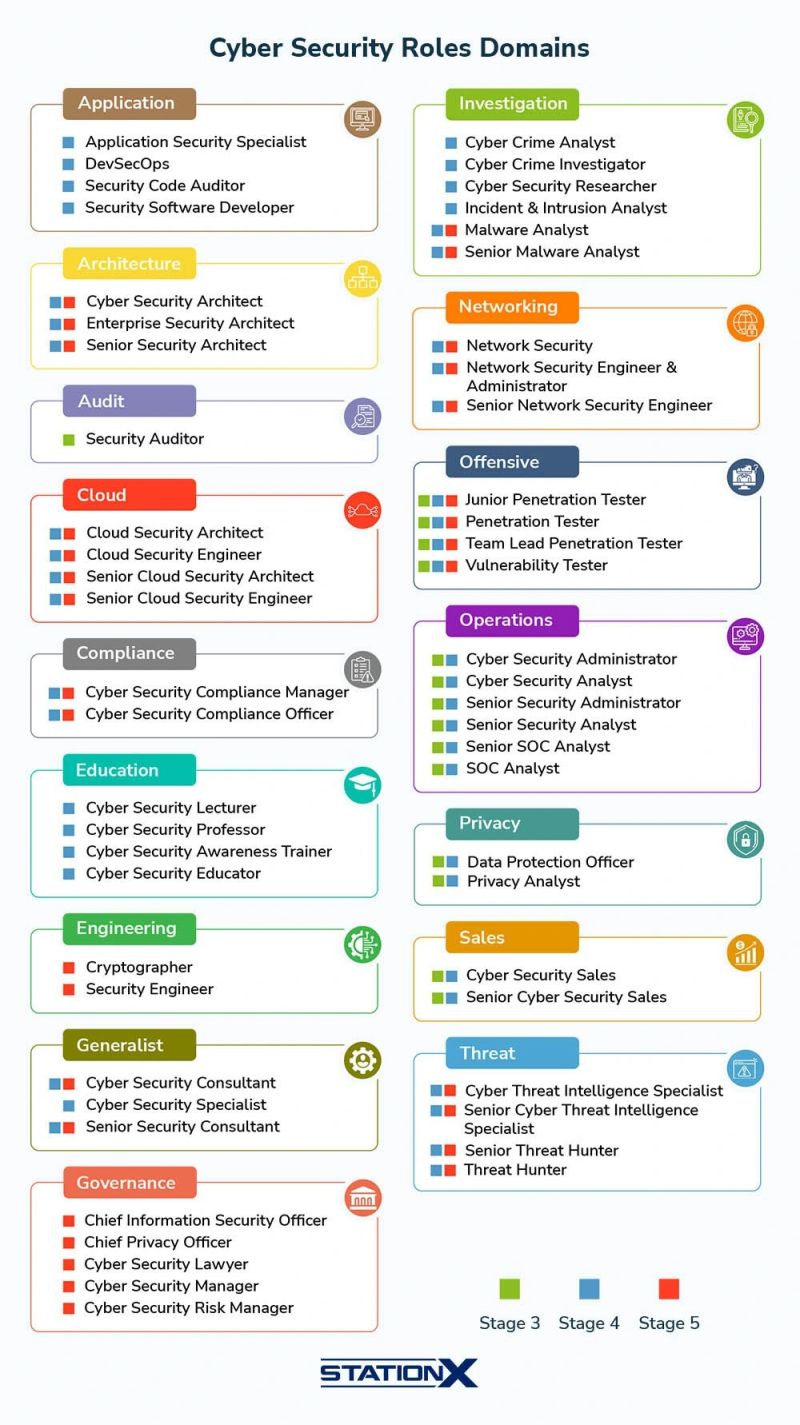 Cyber Security Roles Domains
Application
Application Security Specialist
DevSecOps
Security Code Auditor
Security Software Developer
Architecture
Cyber Security Architect
Enterprise Security Architect
Senior Security Architect
Audit
Security Auditor
Cloud
Cloud Security Architect
Cloud Security Engineer
Senior Cloud Security Architect
Senior Cloud Security Engineer
Compliance
Cyber Security Compliance Manager
Cyber Security Compliance Officer
Education
Cyber Security Lecturer
Cyber Security Professor
Cyber Security Awareness Trainer
Cyber Security Educator
Engineering
Cryptographer
Security Engineer
Generalist
Cyber Security Consultant
Cyber Security Specialist
Senior Security Consultant
Governance
Chief Information Security Officer
Chief Privacy Officer
Cyber Security Lawyer
Cyber Security Manager
Cyber Security Risk Manager
Investigation
Cyber Crime Analyst
Cyber Crime Investigator
Cyber Security Researcher
Incident & Intrusion Analyst
Malware Analyst
Senior Malware Analyst
Networking
Network Security
Network Security Engineer &
Administrator
Senior Network Security Engineer
Offensive
Junior Penetration Tester
Penetration Tester
Team Lead Penetration Tester
Vulnerability Tester
Operations
Cyber Security Administrator
Cyber Security Analyst
Senior Security Administrator
Senior Security Analyst
Senior SOC Analyst
SOC Analyst
Privacy
Data Protection Officer
Privacy Analyst
Sales
Cyber Security Sales
Senior Cyber Security Sales
Threat
Cyber Threat Intelligence Specialist
Senior Cyber Threat Intelligence
Specialist
Senior Threat Hunter
Threat Hunter
Stage 3 Stage 4 Stage 5
STATIONX